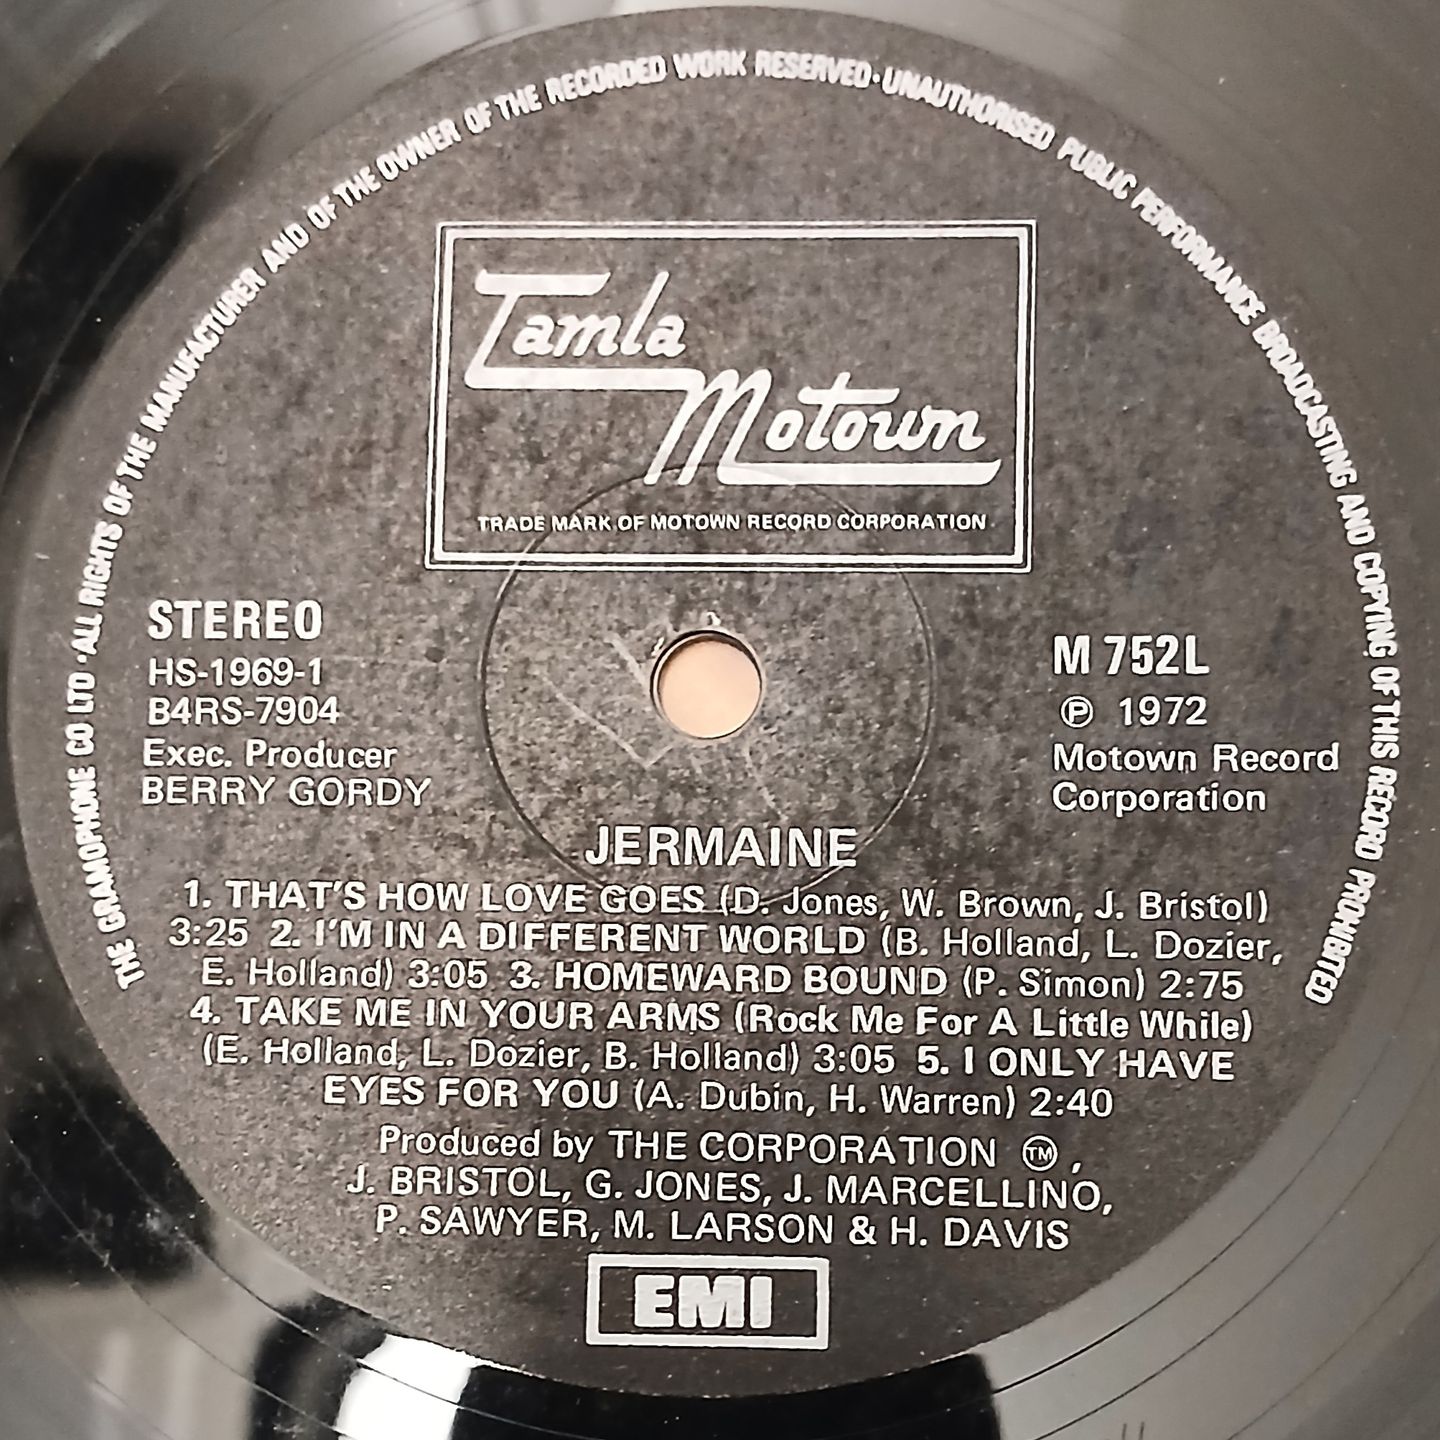 THE GRAMOPHONE CO LTD · ALL RIGHTS OF THE MANUFACTURER AND OF THE OWNER OF THE RECORDED WORK RESERVED · UNAUTHORISED PUBLIC PERFORMANCE BROADCASTING AND COPYING OF THIS RECORD PROHIBITED
Tamla
Motown
TRADE MARK OF MOTOWN RECORD CORPORATION
STEREO
HS-1969-1
B4RS-7904
Exec. Producer
BERRY GORDY
M 752L
Ⓟ 1972
Motown Record
Corporation
JERMAINE
1. THAT'S HOW LOVE GOES (D. Jones, W. Brown, J. Bristol)
3:25 2. I'M IN A DIFFERENT WORLD (B. Holland, L. Dozier,
E. Holland) 3:05 3. HOMEWARD BOUND (P. Simon) 2:75
4. TAKE ME IN YOUR ARMS (Rock Me For A Little While)
(E. Holland, L. Dozier, B. Holland) 3:05 5. I ONLY HAVE
EYES FOR YOU (A. Dubin, H. Warren) 2:40
Produced by THE CORPORATION ™,
J. BRISTOL, G. JONES, J. MARCELLINO,
P. SAWYER, M. LARSON & H. DAVIS
EMI